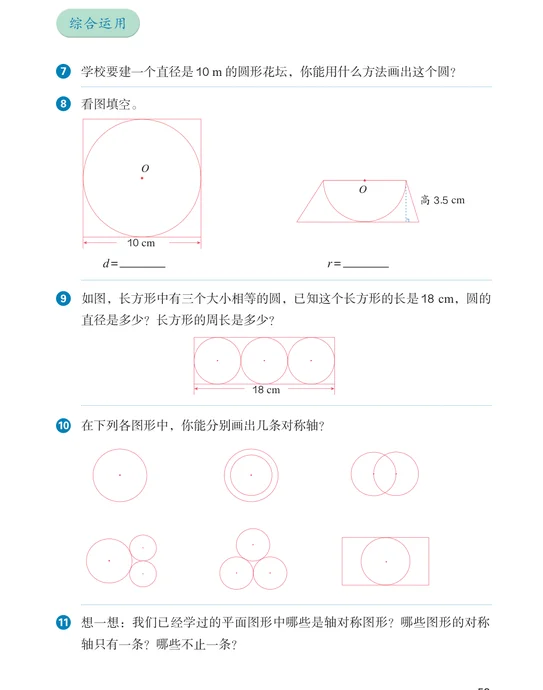 综合运用
7 学校要建一个直径是 10 m 的圆形花坛，你能用什么方法画出这个圆？
8 看图填空。
O
O
高 3.5 cm
10 cm
d=______ r=______
9 如图，长方形中有三个大小相等的圆，已知这个长方形的长是 18 cm，圆的
直径是多少？长方形的周长是多少？
18 cm
10 在下列各图形中，你能分别画出几条对称轴？
11 想一想：我们已经学过的平面图形中哪些是轴对称图形？哪些图形的对称
轴只有一条？哪些不止一条？